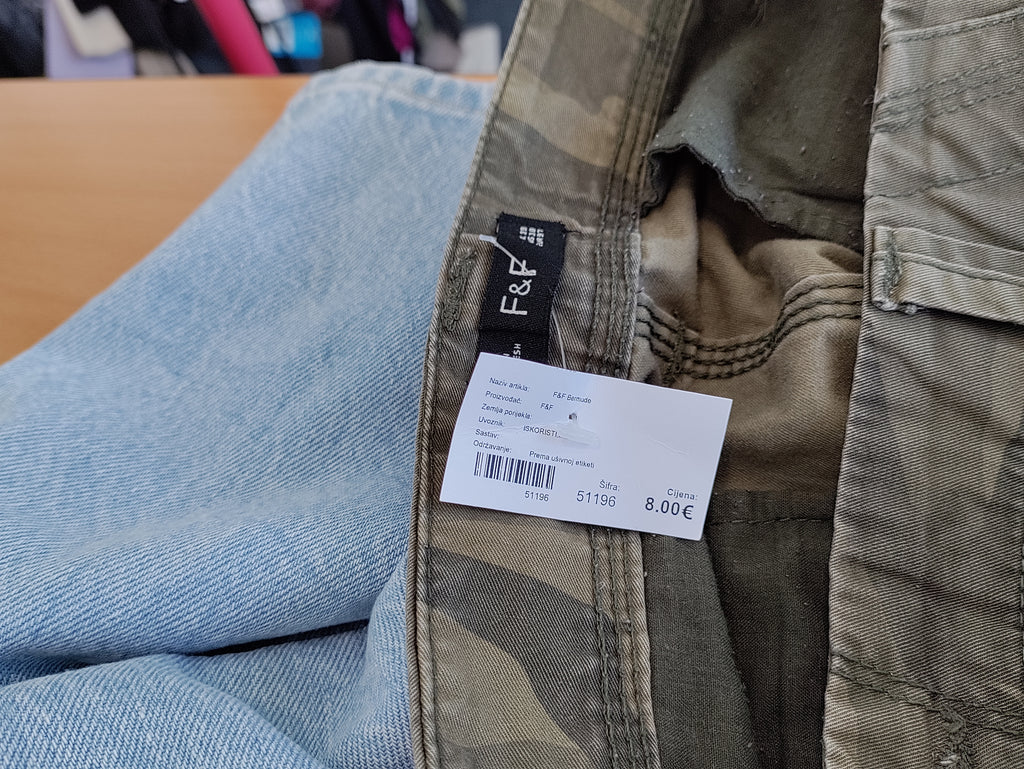 F&F
ESH
Naziv artikla: F&F Bermude
Proizvođač: F&F
Zemlja porijekla:
Uvoznik: ISKORISTI
Sastav:
Održavanje: Prema ušivnoj etiketi
51196
Šifra:
51196
Cijena:
8.00€